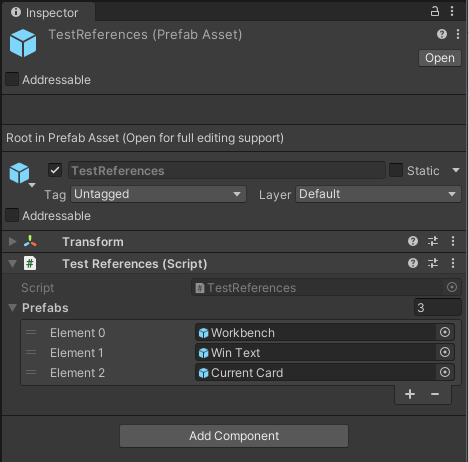 Inspector
TestReferences (Prefab Asset)
Open
Addressable
Root in Prefab Asset (Open for full editing support)
TestReferences Static
Tag Untagged Layer Default
Addressable
Transform
Test References (Script)
Script TestReferences
Prefabs 3
Element 0 Workbench
Element 1 Win Text
Element 2 Current Card
Add Component